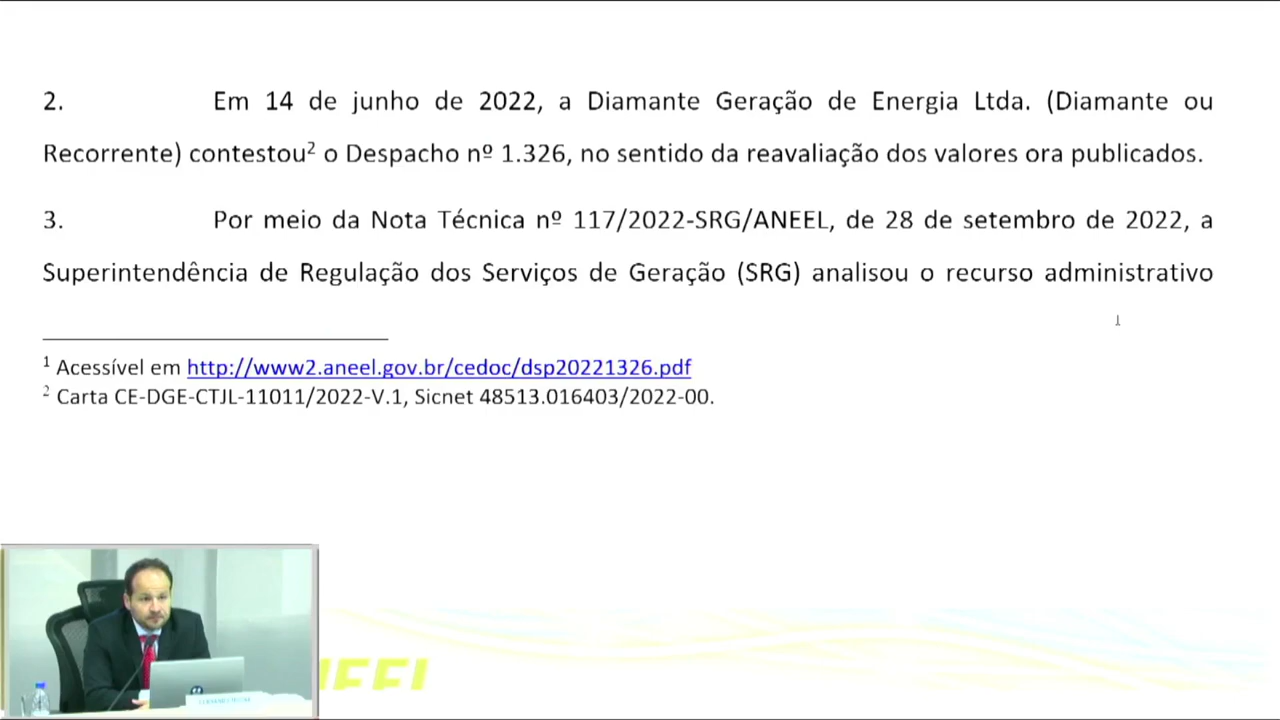 2. Em 14 de junho de 2022, a Diamante Geração de Energia Ltda. (Diamante ou
Recorrente) contestou² o Despacho nº 1.326, no sentido da reavaliação dos valores ora publicados.
3. Por meio da Nota Técnica nº 117/2022-SRG/ANEEL, de 28 de setembro de 2022, a
Superintendência de Regulação dos Serviços de Geração (SRG) analisou o recurso administrativo
¹ Acessível em http://www2.aneel.gov.br/cedoc/dsp20221326.pdf
² Carta CE-DGE-CTJL-11011/2022-V.1, Sicnet 48513.016403/2022-00.